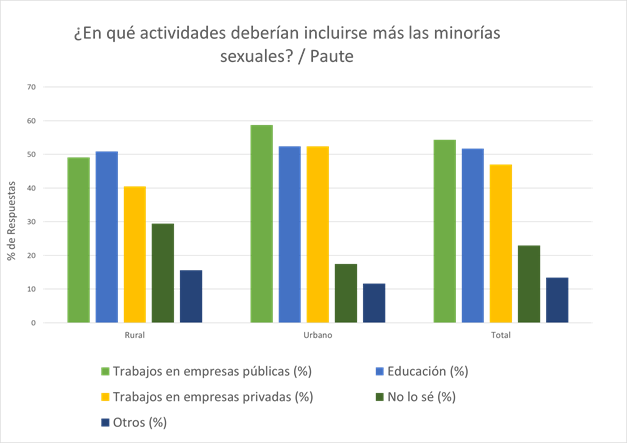 ¿En qué actividades deberían incluirse más las minorías
sexuales? / Paute
70
60
50
40
30
20
10
0
% de Respuestas
Rural Urbano Total
Trabajos en empresas públicas (%) Educación (%)
Trabajos en empresas privadas (%) No lo sé (%)
Otros (%)